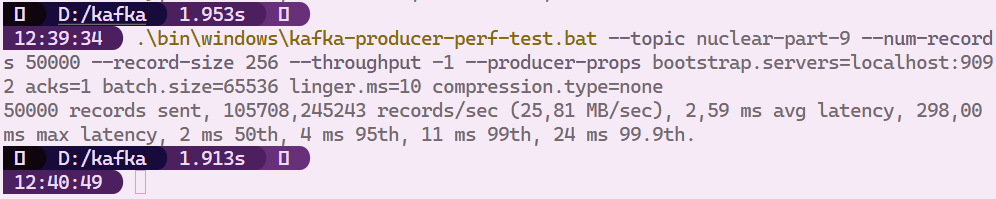 D:/kafka 1.953s
12:39:34 .\bin\windows\kafka-producer-perf-test.bat --topic nuclear-part-9 --num-record
s 50000 --record-size 256 --throughput -1 --producer-props bootstrap.servers=localhost:909
2 acks=1 batch.size=65536 linger.ms=10 compression.type=none
50000 records sent, 105708,245243 records/sec (25,81 MB/sec), 2,59 ms avg latency, 298,00
ms max latency, 2 ms 50th, 4 ms 95th, 11 ms 99th, 24 ms 99.9th.
D:/kafka 1.913s
12:40:49